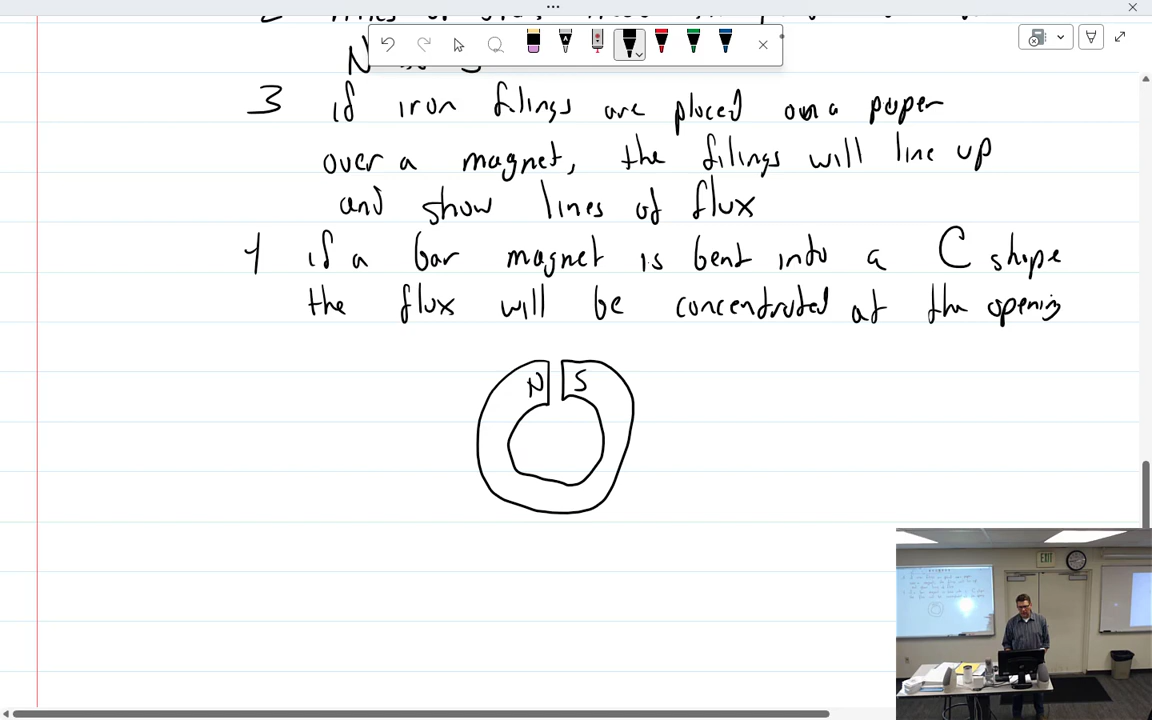 3 if iron filings are placed on a paper
over a magnet, the filings will line up
and show lines of flux
4 if a bar magnet is bent into a C shape
the flux will be concentrated at the opening
N S
EXIT